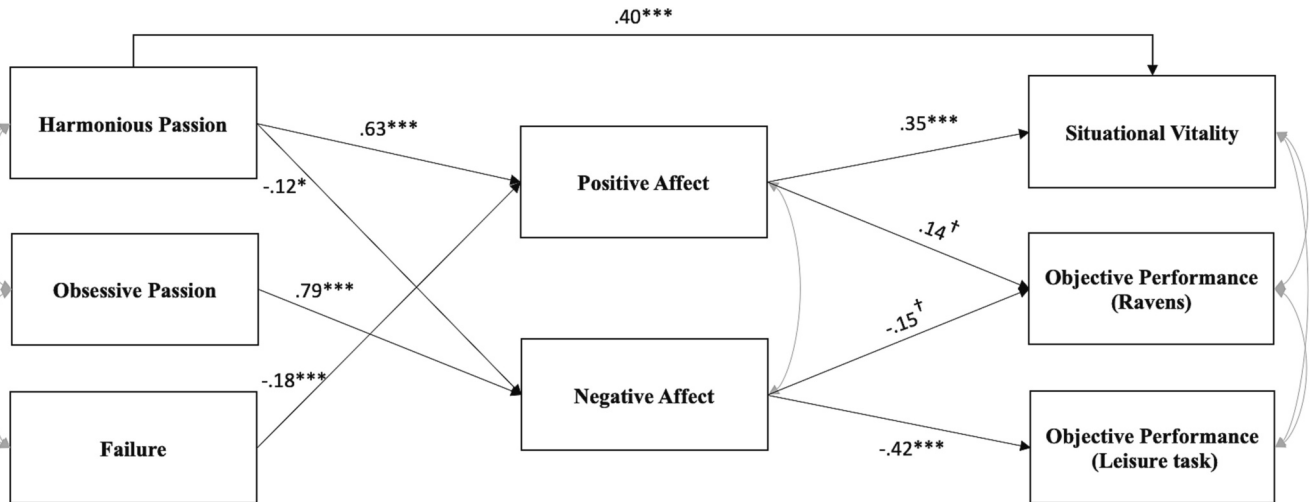 .40***
Harmonious Passion
.63***
-.12*
Positive Affect
.35***
Situational Vitality
.14†
Obsessive Passion
.79***
Objective Performance
(Ravens)
-.15†
Negative Affect
-.18***
Failure
-.42***
Objective Performance
(Leisure task)